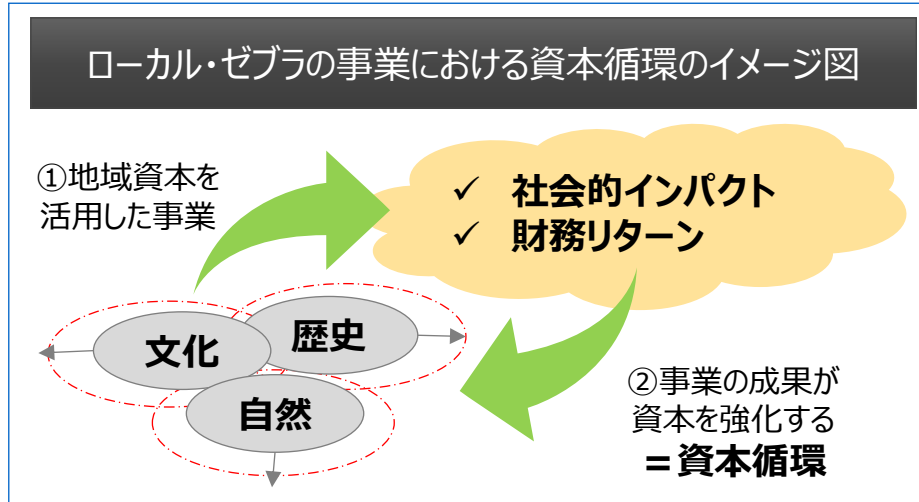 ローカル・ゼブラの事業における資本循環のイメージ図
①地域資本を
活用した事業
✓ 社会的インパクト
✓ 財務リターン
文化
歴史
自然
②事業の成果が
資本を強化する
＝資本循環